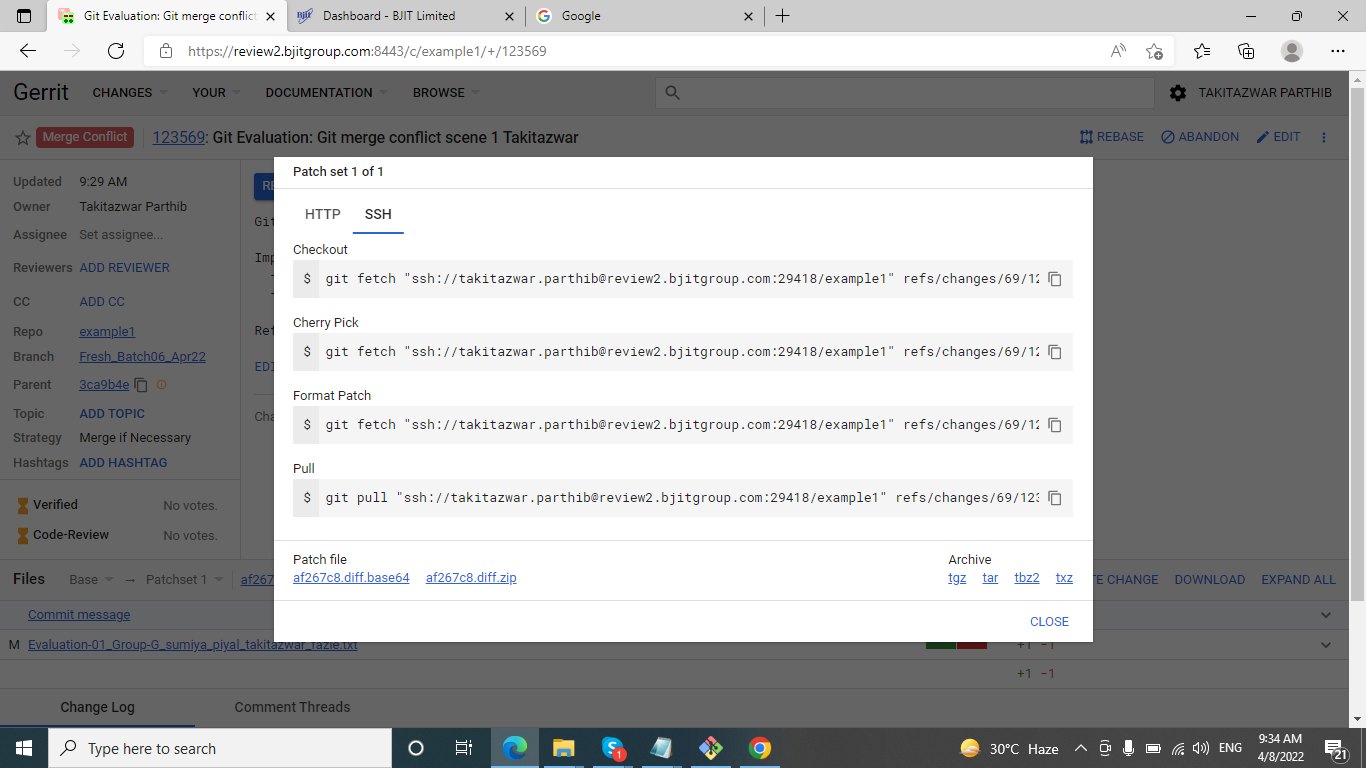 Git Evaluation: Git merge conflict
Dashboard - BJIT Limited
Google
https://review2.bjitgroup.com:8443/c/example1/+/123569
Gerrit CHANGES YOUR DOCUMENTATION BROWSE TAKITAZWAR PARTHIB
Merge Conflict 123569: Git Evaluation: Git merge conflict scene 1 Takitazwar REBASE ABANDON EDIT
Patch set 1 of 1
Updated 9:29 AM
Owner Takitazwar Parthib
Assignee Set assignee...
Reviewers ADD REVIEWER
CC ADD CC
Repo example1
Branch Fresh_Batch06_Apr22
Parent 3ca9b4e
Topic ADD TOPIC
Strategy Merge if Necessary
Hashtags ADD HASHTAG
Verified No votes.
Code-Review No votes.
HTTP SSH
Checkout
$ git fetch "ssh://takitazwar.parthib@review2.bjitgroup.com:29418/example1" refs/changes/69/12
Cherry Pick
$ git fetch "ssh://takitazwar.parthib@review2.bjitgroup.com:29418/example1" refs/changes/69/12
Format Patch
$ git fetch "ssh://takitazwar.parthib@review2.bjitgroup.com:29418/example1" refs/changes/69/12
Pull
$ git pull "ssh://takitazwar.parthib@review2.bjitgroup.com:29418/example1" refs/changes/69/123
Patch file Archive
af267c8.diff.base64 af267c8.diff.zip tgz tar tbz2 txz
CLOSE
Files Base → Patchset 1 af267 TE CHANGE DOWNLOAD EXPAND ALL
Commit message
M Evaluation-01_Group-G_sumiya_piyal_takitazwar_fazle.txt +1 -1
+1 -1
Change Log Comment Threads
Type here to search
1
30°C Haze
ENG
9:34 AM
4/8/2022
21